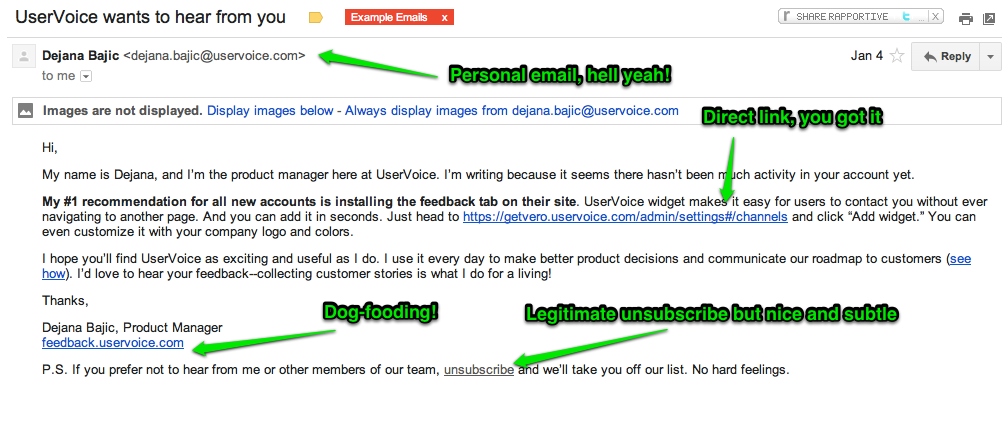 UserVoice wants to hear from you
Example Emails x
SHARE RAPPORTIVE
Dejana Bajic <dejana.bajic@uservoice.com>
Jan 4
Reply
to me
Personal email, hell yeah!
Images are not displayed. Display images below - Always display images from dejana.bajic@uservoice.com
Direct link, you got it
Hi,
My name is Dejana, and I'm the product manager here at UserVoice. I'm writing because it seems there hasn't been much activity in your account yet.
My #1 recommendation for all new accounts is installing the feedback tab on their site. UserVoice widget makes it easy for users to contact you without ever
navigating to another page. And you can add it in seconds. Just head to https://getvero.uservoice.com/admin/settings#/channels and click “Add widget.” You can
even customize it with your company logo and colors.
I hope you'll find UserVoice as exciting and useful as I do. I use it every day to make better product decisions and communicate our roadmap to customers (see
how). I'd love to hear your feedback--collecting customer stories is what I do for a living!
Thanks,
Dog-fooding!
Legitimate unsubscribe but nice and subtle
Dejana Bajic, Product Manager
feedback.uservoice.com
P.S. If you prefer not to hear from me or other members of our team, unsubscribe and we'll take you off our list. No hard feelings.